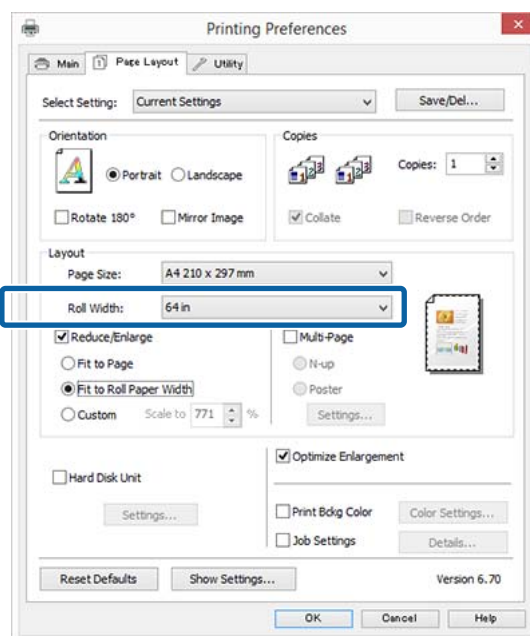 Printing Preferences
Main
Page Layout
Utility
Select Setting: Current Settings Save/Del...
Orientation
Copies
Portrait Landscape
Copies: 1
Rotate 180° Mirror Image
Collate Reverse Order
Layout
Page Size: A4 210 x 297 mm
Roll Width: 64 in
Reduce/Enlarge
Multi-Page
Fit to Page
N-up
Fit to Roll Paper Width
Poster
Custom Scale to 771 %
Settings...
Optimize Enlargement
Hard Disk Unit
Settings...
Print Bckg Color Color Settings...
Job Settings Details...
Reset Defaults Show Settings... Version 6.70
OK Cancel Help